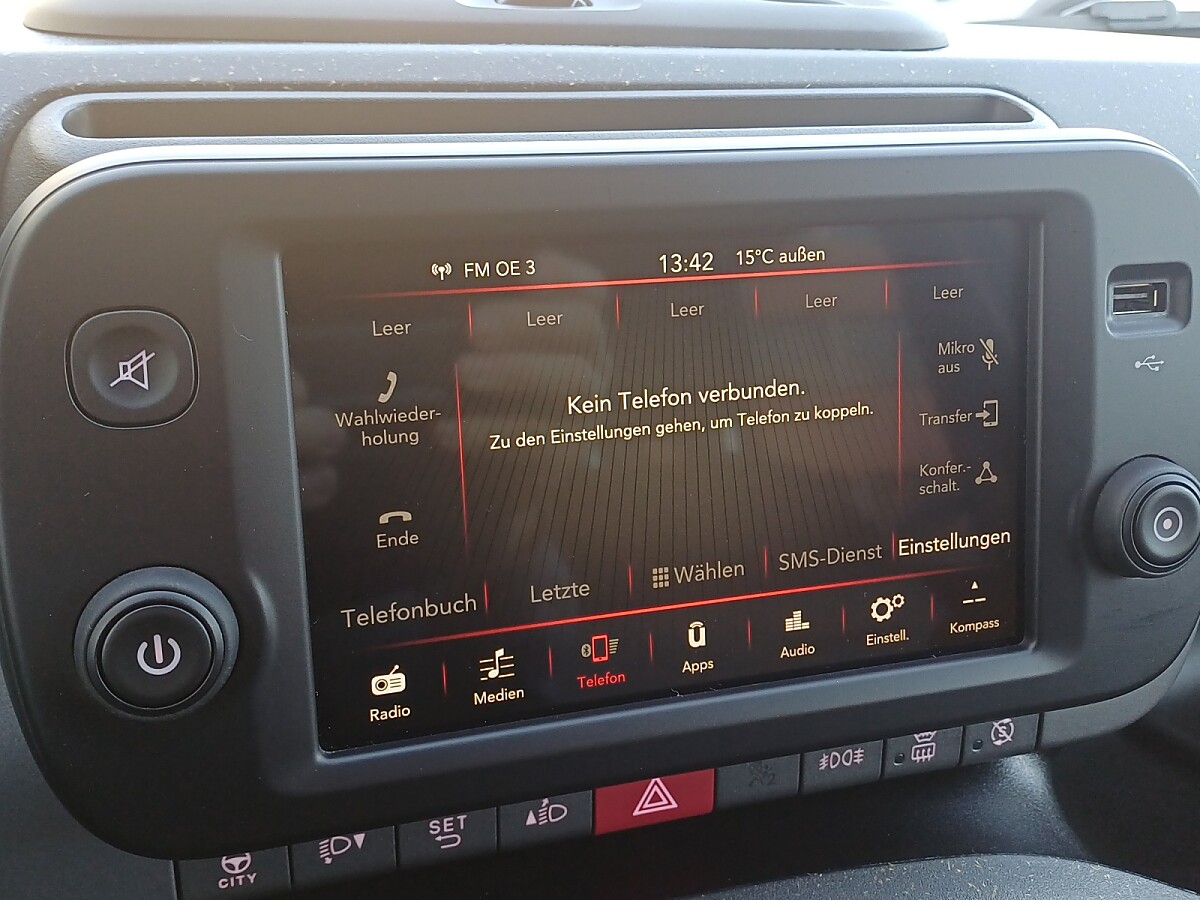 FM OE 3
13:42
15°C außen
Leer
Leer
Leer
Leer
Leer
Wahlwieder-
holung
Kein Telefon verbunden.
Zu den Einstellungen gehen, um Telefon zu koppeln.
Mikro
aus
Transfer
Konfer.-
schalt.
Ende
Telefonbuch
Letzte
Wählen
SMS-Dienst
Einstellungen
Radio
Medien
Telefon
Apps
Audio
Einstell.
Kompass
CITY
SET